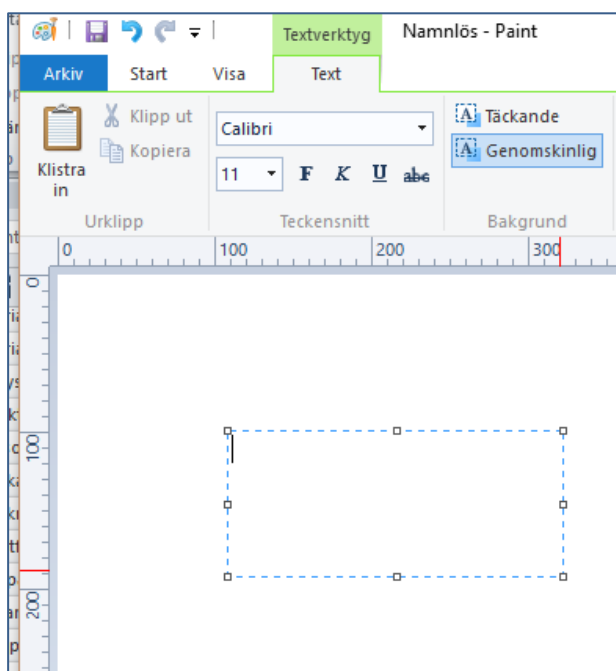 Textverktyg
Namnlös - Paint
Arkiv
Start
Visa
Text
Klistra
in
Klipp ut
Kopiera
Urklipp
Calibri
11
F K U abc
Teckensnitt
Täckande
Genomskinlig
Bakgrund
0 100 200 300
0
100
200